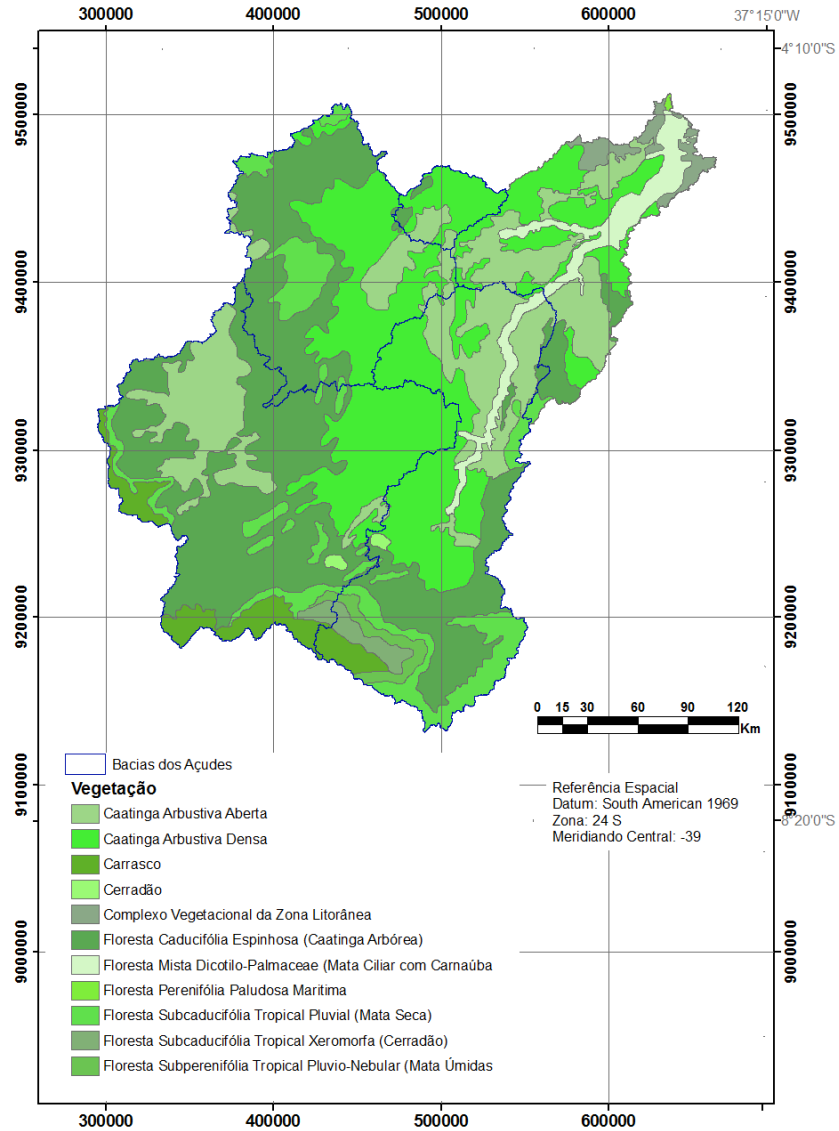 300000 400000 500000 600000 37°15'0"W
4°10'0"S
9500000 9500000
9400000 9400000
9300000 9300000
9200000 9200000
0 15 30 60 90 120
Km
Bacias dos Açudes
Vegetação
Caatinga Arbustiva Aberta
Caatinga Arbustiva Densa
Carrasco
Cerradão
Complexo Vegetacional da Zona Litorânea
Floresta Caducifólia Espinhosa (Caatinga Arbórea)
Floresta Mista Dicotilo-Palmaceae (Mata Ciliar com Carnaúba
Floresta Perenifólia Paludosa Maritima
Floresta Subcaducifólia Tropical Pluvial (Mata Seca)
Floresta Subcaducifólia Tropical Xeromorfa (Cerradão)
Floresta Subperenifólia Tropical Pluvio-Nebular (Mata Úmidas
Referência Espacial
Datum: South American 1969
Zona: 24 S
Meridiando Central: -39
9100000 9100000
8°20'0"S
9000000 9000000
300000 400000 500000 600000